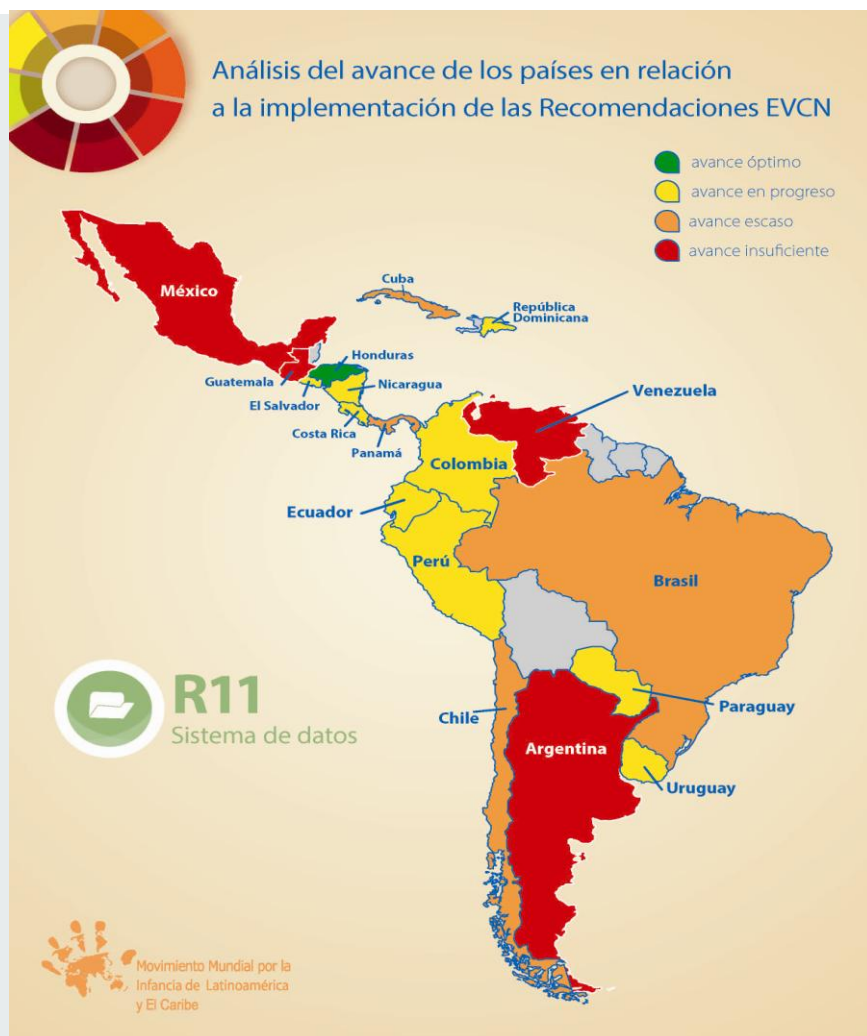 Análisis del avance de los países en relación
a la implementación de las Recomendaciones EVCN
avance óptimo
avance en progreso
avance escaso
avance insuficiente
México
Cuba
República
Dominicana
Honduras
Guatemala
Nicaragua
El Salvador
Costa Rica
Panamá
Venezuela
Colombia
Ecuador
Perú
Brasil
R11
Sistema de datos
Chile
Paraguay
Argentina
Uruguay
Movimiento Mundial por la
Infancia de Latinoamérica
y El Caribe